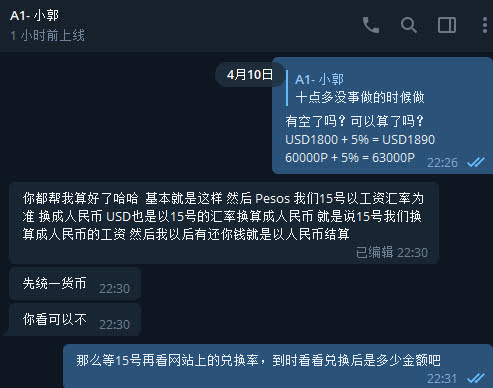 A1- 小郭
1 小时前上线
4月10日
A1- 小郭
十点多没事做的时候做
有空了吗？可以算了吗？
USD1800 + 5% = USD1890
60000P + 5% = 63000P
22:26
你都帮我算好了哈哈  基本就是这样 然后 Pesos 我们15号以工资汇率为
准 换成人民币 USD也是以15号的汇率换算成人民币 就是说15号我们换
算成人民币的工资 然后我以后有还你钱就是以人民币结算
已编辑 22:30
先统一货币
22:30
你看可以不
22:30
那么等15号再看网站上的兑换率，到时看看兑换后是多少金额吧
22:31